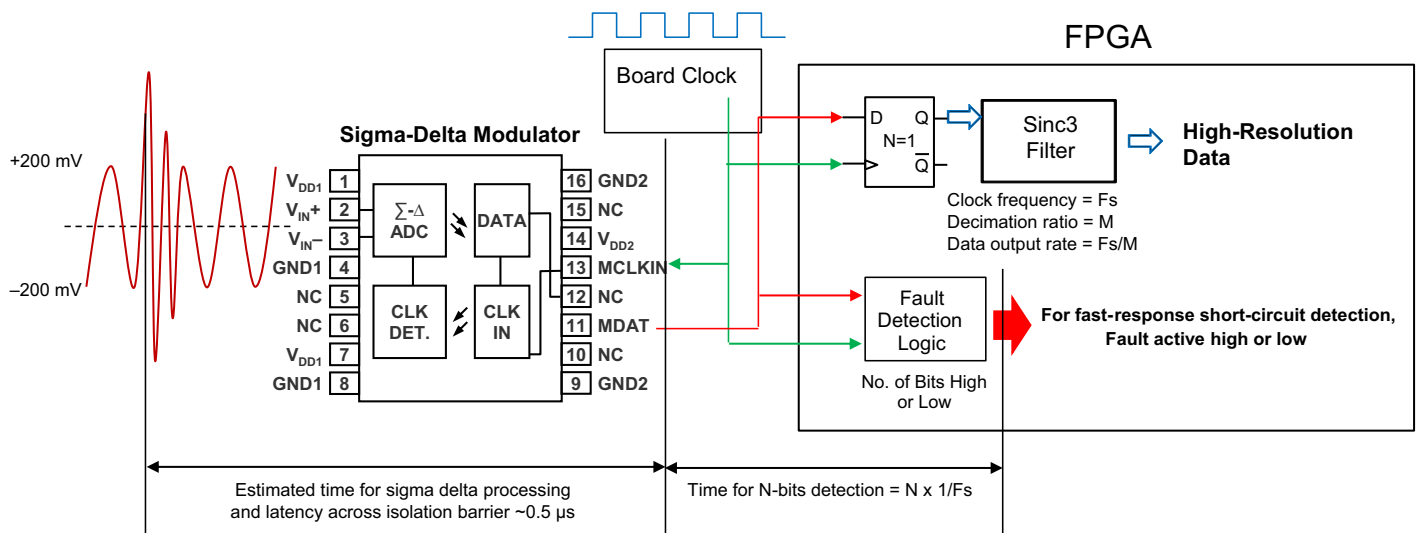 FPGA
Board Clock
D
Q
N=1
Q
Sinc3
Filter
High-Resolution
Data
Clock frequency = Fs
Decimation ratio = M
Data output rate = Fs/M
+200 mV
–200 mV
Sigma-Delta Modulator
VDD1 1
VIN+ 2
VIN– 3
GND1 4
NC 5
NC 6
VDD1 7
GND1 8
∑-Δ
ADC
DATA
CLK
DET.
CLK
IN
16 GND2
15 NC
14 VDD2
13 MCLKIN
12 NC
11 MDAT
10 NC
9 GND2
Fault
Detection
Logic
No. of Bits High
or Low
For fast-response short-circuit detection,
Fault active high or low
Estimated time for sigma delta processing
and latency across isolation barrier ~0.5 µs
Time for N-bits detection = N x 1/Fs